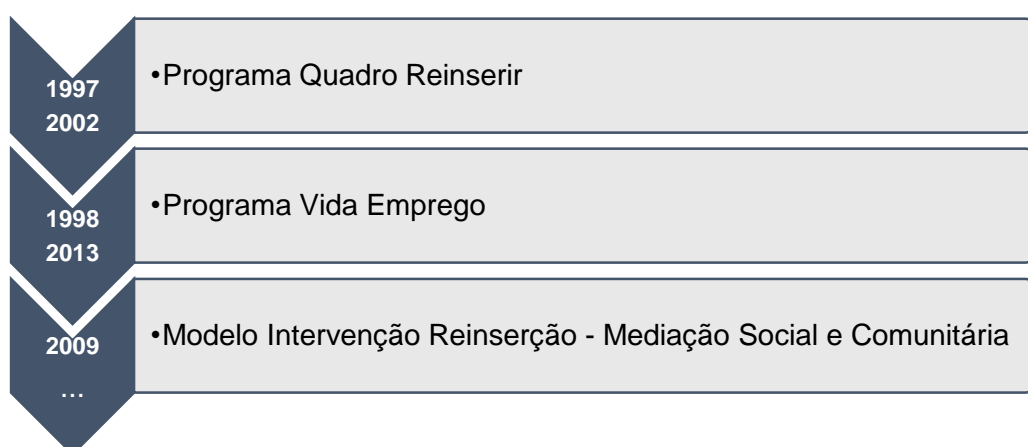 1997
2002
•Programa Quadro Reinserir
1998
2013
•Programa Vida Emprego
2009
...
•Modelo Intervenção Reinserção - Mediação Social e Comunitária